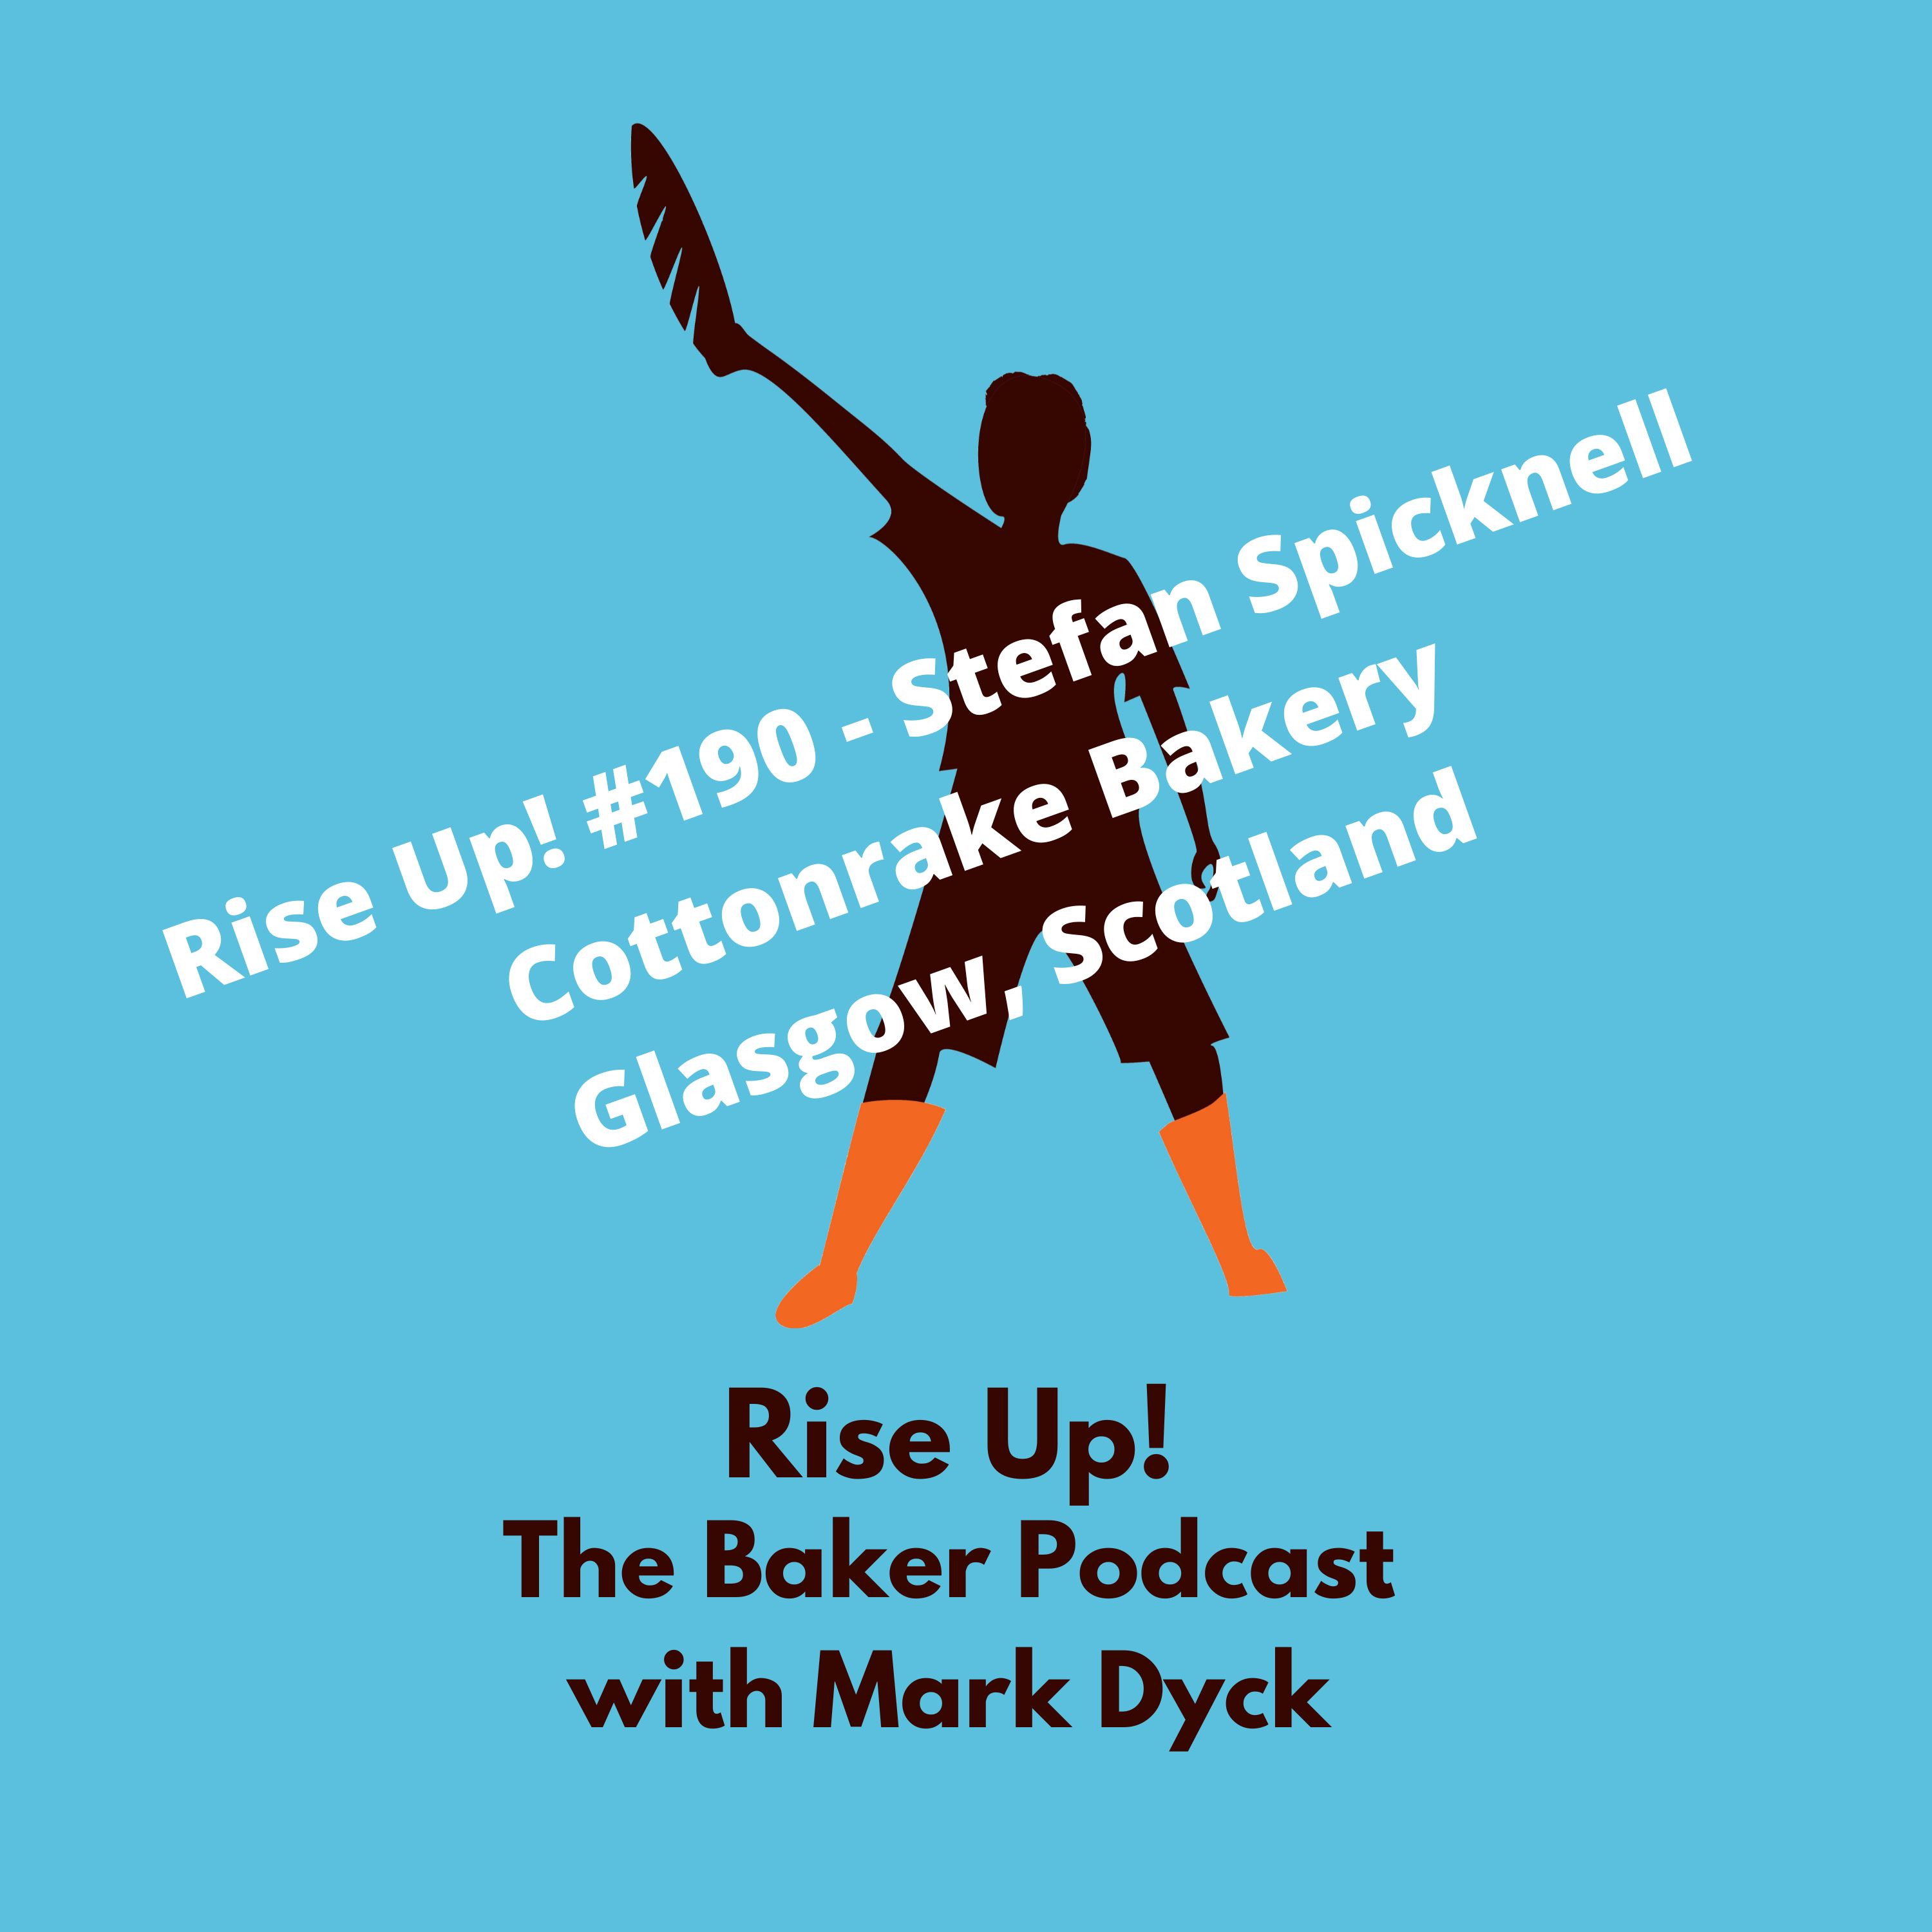 Rise Up! #190 - Stefan Spicknell
Cottonrake Bakery
Glasgow, Scotland
Rise Up!
The Baker Podcast
with Mark Dyck